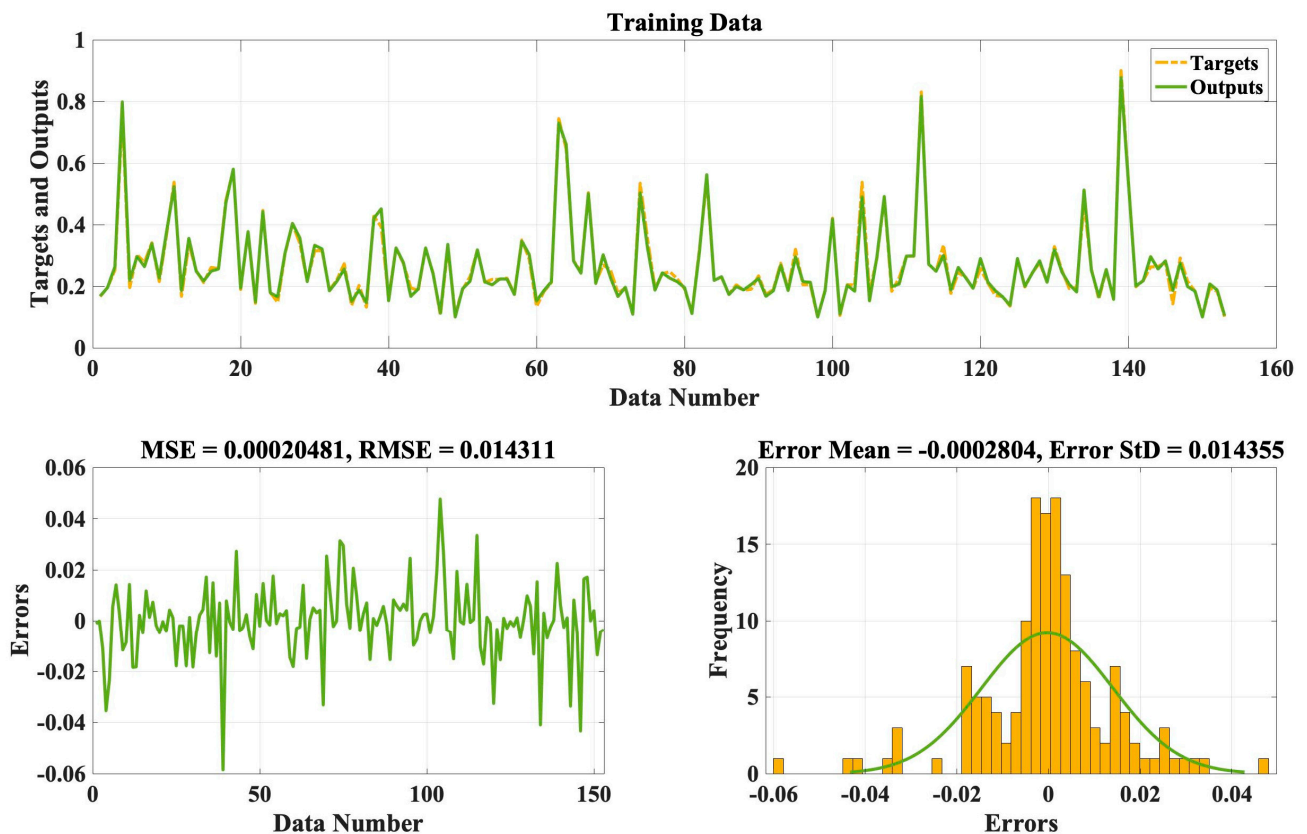 Training Data
1
0.8
0.6
0.4
0.2
0
Targets and Outputs
Targets
Outputs
0 20 40 60 80 100 120 140 160
Data Number
MSE = 0.00020481, RMSE = 0.014311
0.06
0.04
0.02
0
-0.02
-0.04
-0.06
Errors
0 50 100 150
Data Number
Error Mean = -0.0002804, Error StD = 0.014355
20
15
10
5
0
Frequency
-0.06 -0.04 -0.02 0 0.02 0.04
Errors